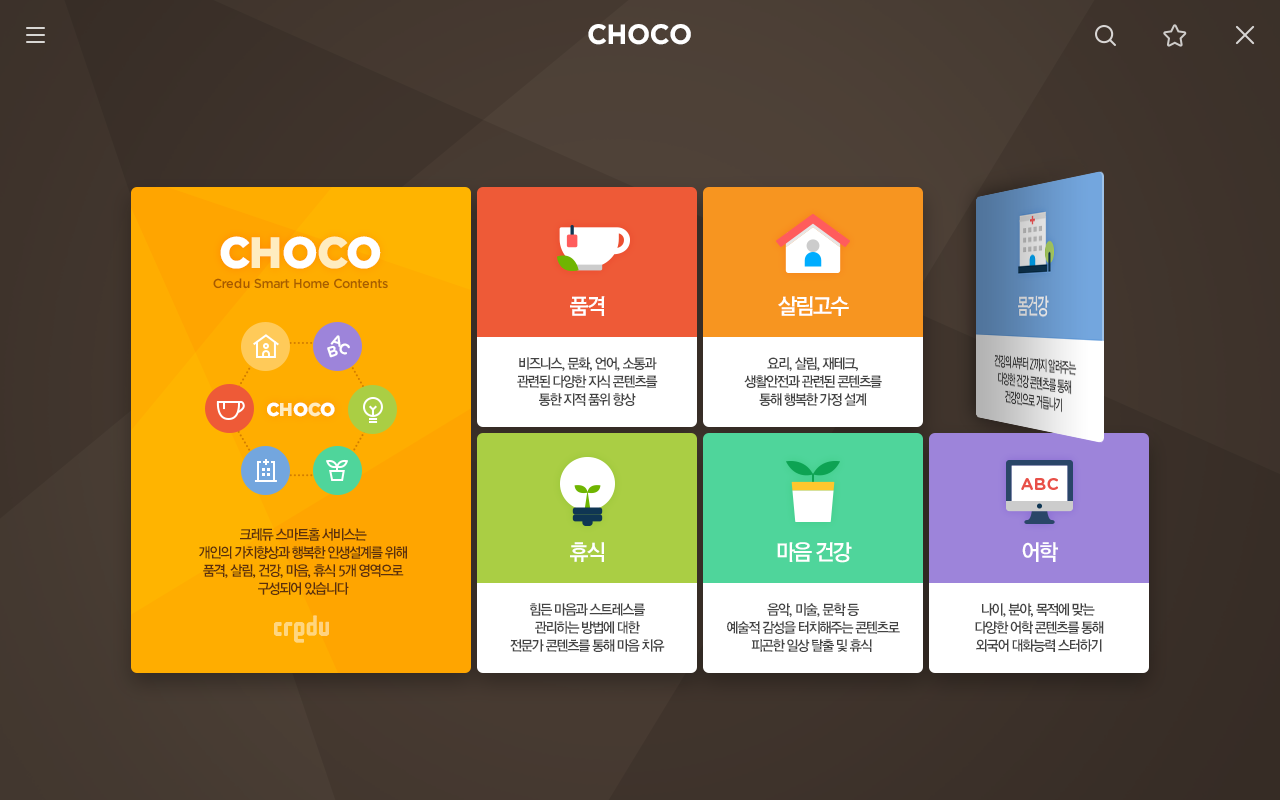 CHOCO
CHOCO
Credu Smart Home Contents
A
BC
CHOCO
크레듀 스마트홈 서비스는
개인의 가치향상과 행복한 인생설계를 위해
품격, 살림, 건강, 마음, 휴식 5개 영역으로
구성되어 있습니다
credu
품격
비즈니스, 문화, 언어, 소통과
관련된 다양한 지식 콘텐츠를
통한 지적 품위 향상
살림고수
요리, 살림, 재테크,
생활안전과 관련된 콘텐츠를
통해 행복한 가정 설계
몸건강
건강의 A부터 Z까지 알려주는
다양한 건강 콘텐츠를 통해
건강인으로 거듭나기
휴식
힘든 마음과 스트레스를
관리하는 방법에 대한
전문가 콘텐츠를 통해 마음 치유
마음 건강
음악, 미술, 문학 등
예술적 감성을 터치해주는 콘텐츠로
피곤한 일상 탈출 및 휴식
ABC
어학
나이, 분야, 목적에 맞는
다양한 어학 콘텐츠를 통해
외국어 대화능력 스터하기